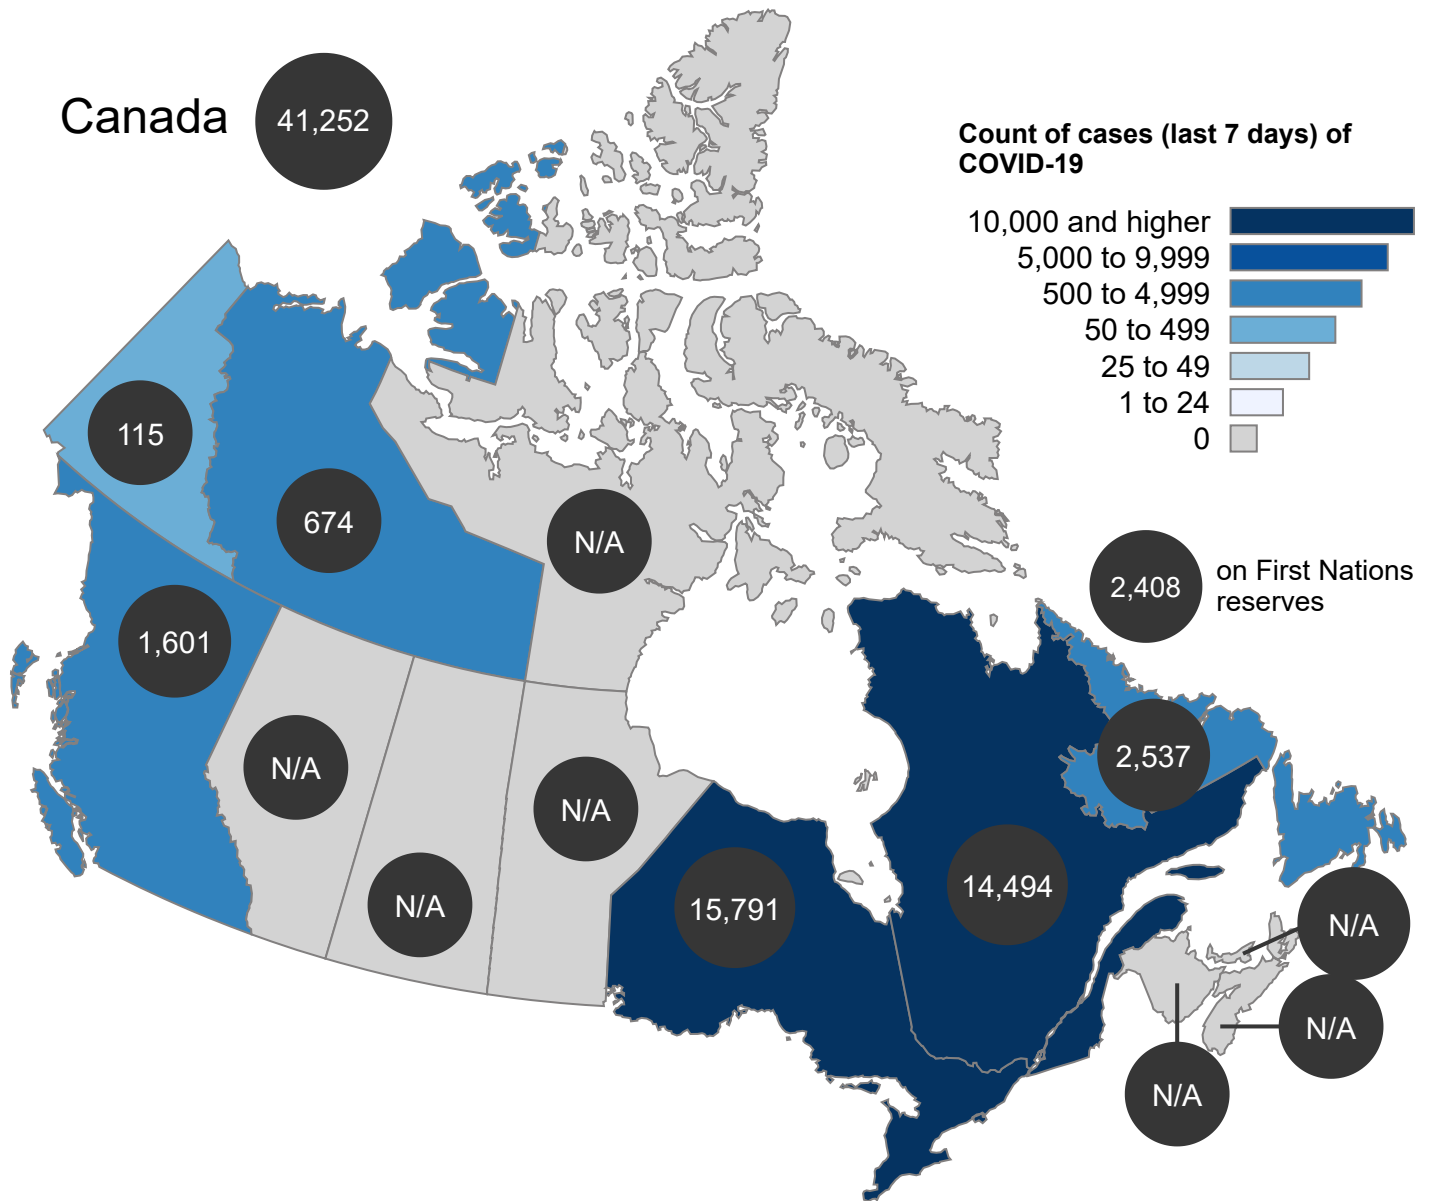 Canada
41,252
Count of cases (last 7 days) of
COVID-19
10,000 and higher
5,000 to 9,999
500 to 4,999
50 to 499
25 to 49
1 to 24
0
115
674
N/A
2,408
on First Nations
reserves
1,601
2,537
N/A
N/A
N/A
15,791
14,494
N/A
N/A
N/A